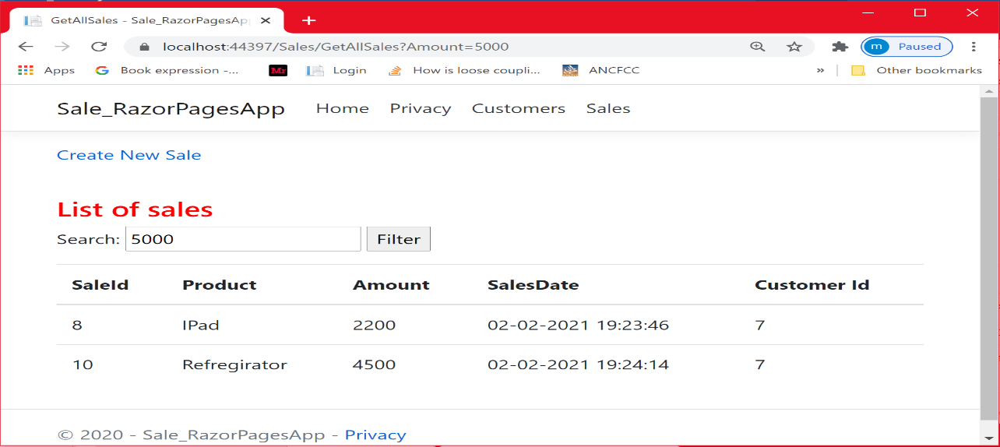 GetAllSales - Sale_RazorPagesAp
localhost:44397/Sales/GetAllSales?Amount=5000
m Paused
Apps Book expression -... Mr Login How is loose coupli... ANCFCC » Other bookmarks
Sale_RazorPagesApp Home Privacy Customers Sales
Create New Sale
List of sales
Search: 5000 Filter
SaleId Product Amount SalesDate Customer Id
8 IPad 2200 02-02-2021 19:23:46 7
10 Refregirator 4500 02-02-2021 19:24:14 7
© 2020 - Sale_RazorPagesApp - Privacy